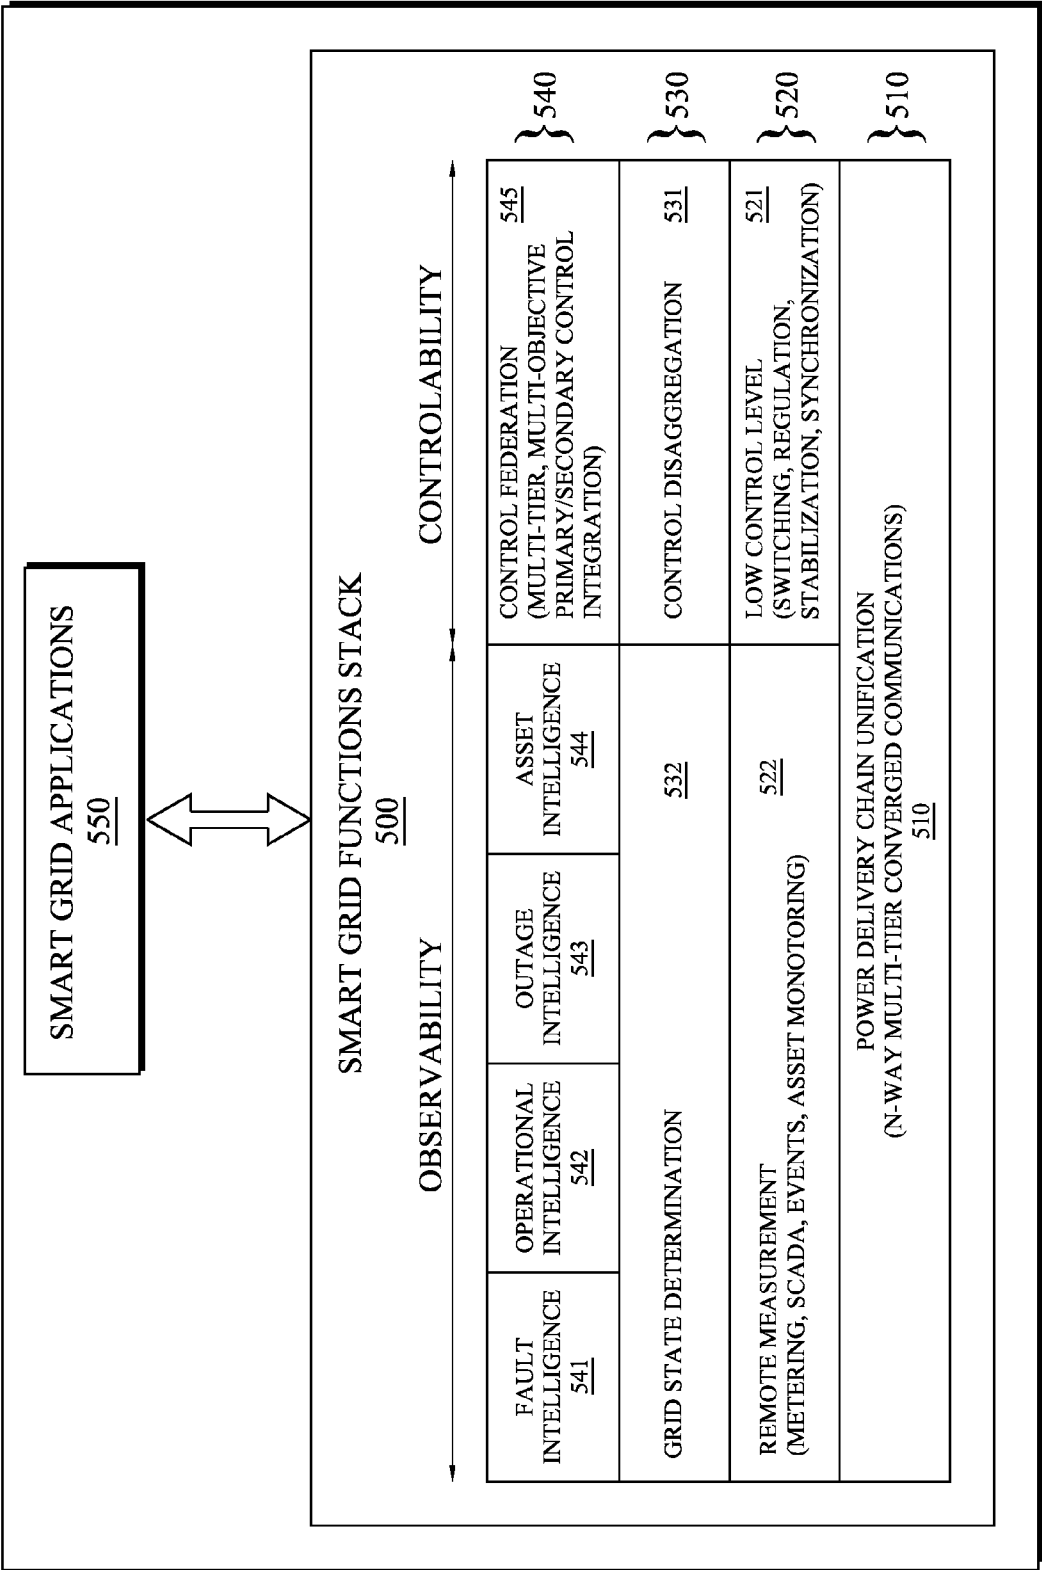 SMART GRID APPLICATIONS
550
SMART GRID FUNCTIONS STACK
500
OBSERVABILITY
CONTROLABILITY
FAULT
INTELLIGENCE
541
OPERATIONAL
INTELLIGENCE
542
OUTAGE
INTELLIGENCE
543
ASSET
INTELLIGENCE
544
CONTROL FEDERATION
545
(MULTI-TIER, MULTI-OBJECTIVE
PRIMARY/SECONDARY CONTROL
INTEGRATION)
}540
GRID STATE DETERMINATION
532
CONTROL DISAGGREGATION
531
}530
REMOTE MEASUREMENT
(METERING, SCADA, EVENTS, ASSET MONOTORING)
522
LOW CONTROL LEVEL
521
(SWITCHING, REGULATION,
STABILIZATION, SYNCHRONIZATION)
}520
POWER DELIVERY CHAIN UNIFICATION
(N-WAY MULTI-TIER CONVERGED COMMUNICATIONS)
510
}510